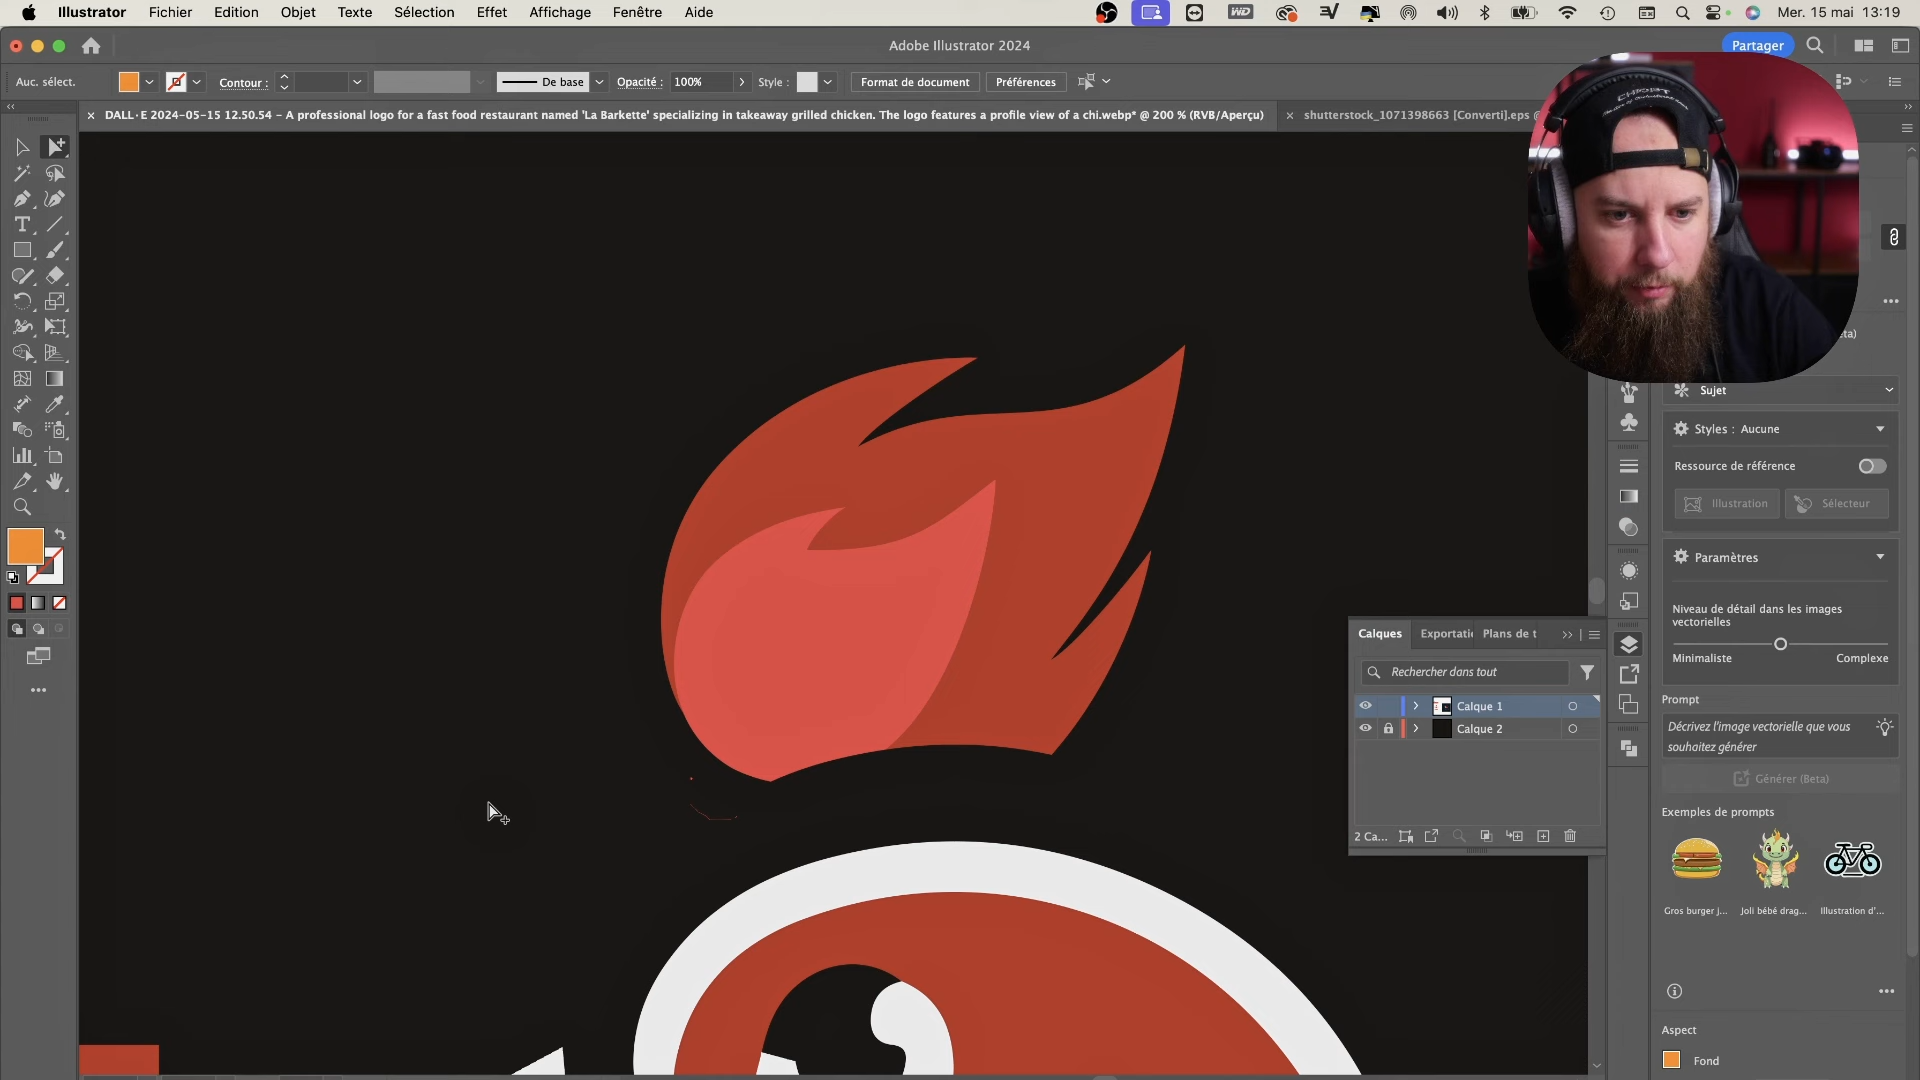 Illustrator Fichier Edition Objet Texte Sélection Effet Affichage Fenêtre Aide Mer. 15 mai 13:19
Adobe Illustrator 2024
Partager
Auc. sélect.
Contour :
De base
Opacité : 100%
Style :
Format de document
Préférences
DALL·E 2024-05-15 12.50.54 – A professional logo for a fast food restaurant named 'La Barkette' specializing in takeaway grilled chicken. The logo features a profile view of a chi.webp* @ 200 % (RVB/Aperçu)
shutterstock_1071398663 [Converti].eps @
Sujet
Styles : Aucune
Ressource de référence
Illustration
Sélecteur
Paramètres
Niveau de détail dans les images
vectorielles
Minimaliste
Complexe
Prompt
Décrivez l'image vectorielle que vous
souhaitez générer
Générer (Beta)
Exemples de prompts
Gros burger j...
Joli bébé drag...
Illustration d'...
Aspect
Fond
Calques
Exportatio
Plans de t
Rechercher dans tout
Calque 1
Calque 2
2 Ca...